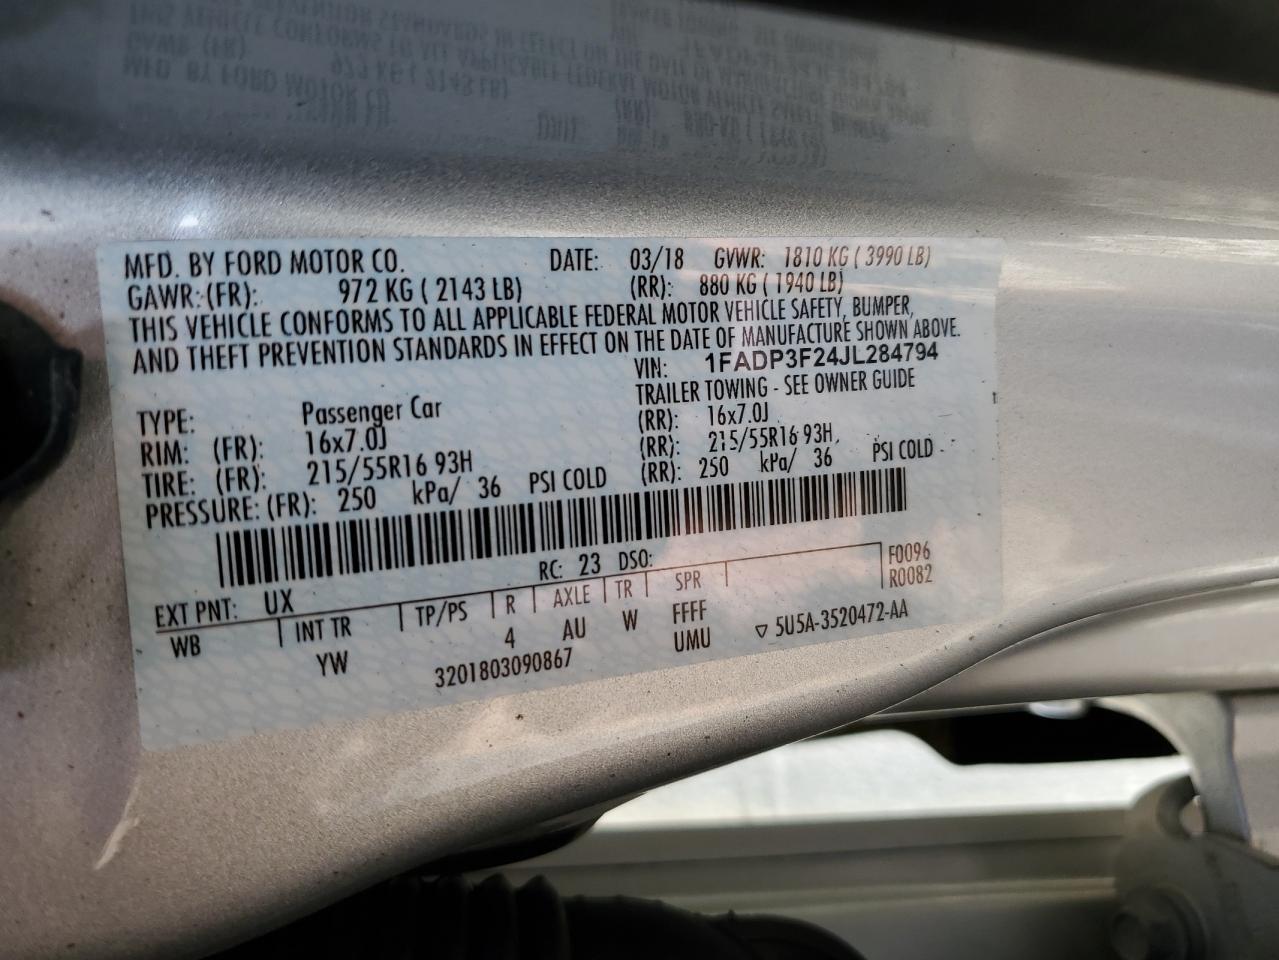 MFD. BY FORD MOTOR CO. DATE: 03/18 GVWR: 1810 KG ( 3990 LB)
GAWR:(FR): 972 KG ( 2143 LB) (RR): 880 KG ( 1940 LB)
THIS VEHICLE CONFORMS TO ALL APPLICABLE FEDERAL MOTOR VEHICLE SAFETY, BUMPER,
AND THEFT PREVENTION STANDARDS IN EFFECT ON THE DATE OF MANUFACTURE SHOWN ABOVE.
VIN: 1FADP3F24JL284794
TRAILER TOWING - SEE OWNER GUIDE
TYPE: Passenger Car
RIM: (FR): 16x7.0J (RR): 16x7.0J
TIRE: (FR): 215/55R16 93H (RR): 215/55R16 93H
PRESSURE: (FR): 250 kPa/ 36 PSI COLD (RR): 250 kPa/ 36 PSI COLD
RC: 23 DSO: F0096
EXT PNT: UX R0082
WB INT TR TP/PS R AXLE TR SPR
YW 4 AU W FFFF
UMU
3201803090867
▽ 5U5A-3520472-AA